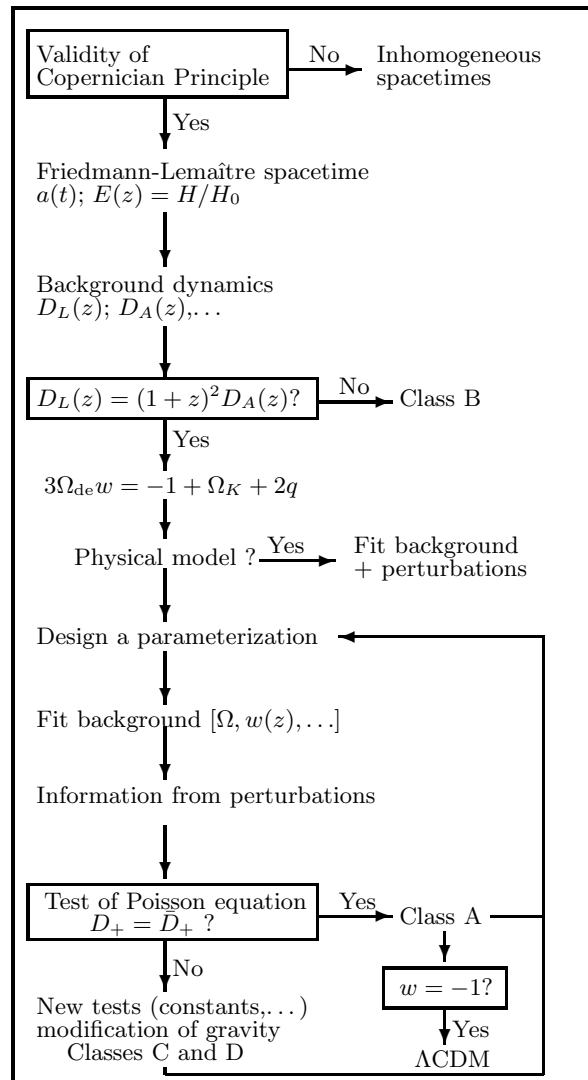 Validity of
Copernician Principle
No
Inhomogeneous
spacetimes
Yes
Friedmann-Lemaître spacetime
a(t); E(z) = H/H₀
Background dynamics
D_L(z); D_A(z),...
D_L(z) = (1 + z)²D_A(z)?
No
Class B
Yes
3Ω_de w = −1 + Ω_K + 2q
Physical model ?
Yes
Fit background
+ perturbations
Design a parameterization
Fit background [Ω, w(z), ...]
Information from perturbations
Test of Poisson equation
D₊ = D̄₊ ?
Yes
Class A
No
w = −1?
New tests (constants,...)
modification of gravity
Classes C and D
Yes
ΛCDM